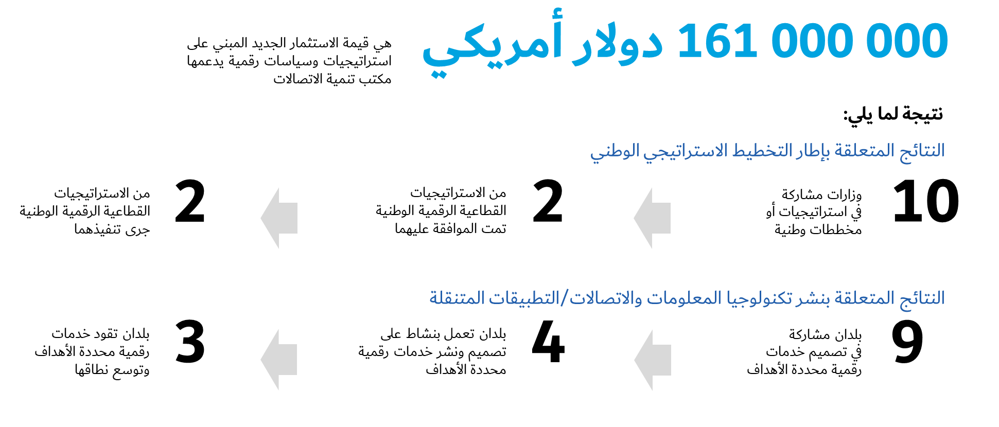 161 000 000 دولار أمريكي
هي قيمة الاستثمار الجديد المبني على
استراتيجيات وسياسات رقمية يدعمها
مكتب تنمية الاتصالات
نتيجة لما يلي:
النتائج المتعلقة بإطار التخطيط الاستراتيجي الوطني
10
وزارات مشاركة
في استراتيجيات أو
مخططات وطنية
2
من الاستراتيجيات
القطاعية الرقمية الوطنية
تمت الموافقة عليهما
2
من الاستراتيجيات
القطاعية الرقمية الوطنية
جرى تنفيذهما
النتائج المتعلقة بنشر تكنولوجيا المعلومات والاتصالات/التطبيقات المتنقلة
9
بلدان مشاركة
في تصميم خدمات
رقمية محددة الأهداف
4
بلدان تعمل بنشاط على
تصميم ونشر خدمات رقمية
محددة الأهداف
3
بلدان تقود خدمات
رقمية محددة الأهداف
وتوسع نطاقها